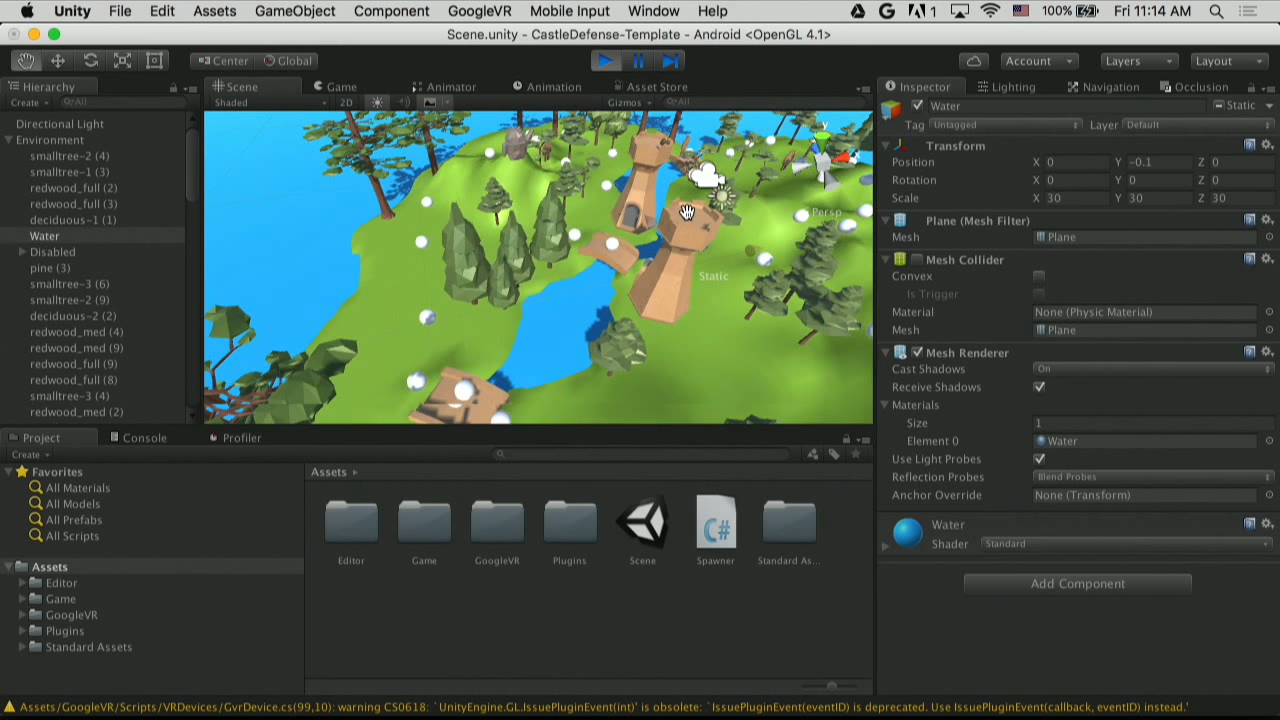 Unity File Edit Assets GameObject Component GoogleVR Mobile Input Window Help 1 100% Fri 11:14 AM
Scene.unity - CastleDefense-Template - Android <OpenGL 4.1>
Center Global Account Layers Layout
Hierarchy Scene Game Animator Animation Asset Store Inspector Lighting Navigation Occlusion
Create All Shaded 2D Gizmos All
Water Static
Tag Untagged Layer Default
Directional Light
Environment
smalltree-2 (4)
smalltree-1 (3)
redwood_full (2)
redwood_full (3)
deciduous-1 (1)
Water
Disabled
pine (3)
smalltree-3 (6)
smalltree-2 (9)
deciduous-2 (2)
redwood_med (4)
redwood_med (9)
redwood_full (9)
redwood_full (8)
smalltree-3 (4)
redwood_med (2)
y
Persp
Static
Transform
Position X 0 Y -0.1 Z 0
Rotation X 0 Y 0 Z 0
Scale X 30 Y 30 Z 30
Plane (Mesh Filter)
Mesh Plane
Mesh Collider
Convex
Is Trigger
Material None (Physic Material)
Mesh Plane
Mesh Renderer
Cast Shadows On
Receive Shadows
Materials
Size 1
Element 0 Water
Use Light Probes
Reflection Probes Blend Probes
Anchor Override None (Transform)
Water
Shader Standard
Add Component
Project Console Profiler
Create
Favorites
All Materials
All Models
All Prefabs
All Scripts
Assets
Editor
Game
GoogleVR
Plugins
Standard Assets
Assets
C#
Editor Game GoogleVR Plugins Scene Spawner Standard As...
Assets/GoogleVR/Scripts/VRDevices/GvrDevice.cs(99,10): warning CS0618: `UnityEngine.GL.IssuePluginEvent(int)' is obsolete: `IssuePluginEvent(eventID) is deprecated. Use IssuePluginEvent(callback, eventID) instead.'